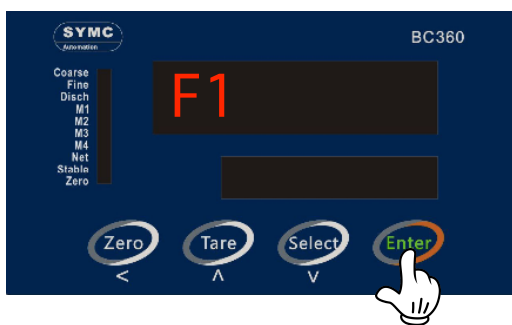 SYMC
Automation
BC360
Coarse
Fine
Disch
M1
M2
M3
M4
Net
Stable
Zero
F1
Zero
Tare
Select
Enter
<
Λ
V